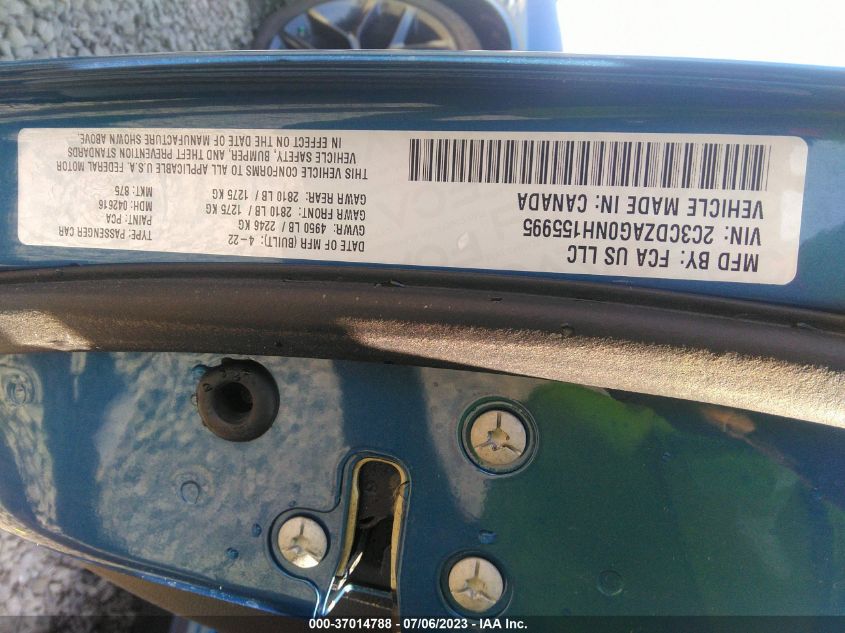 MFD BY: FCA US LLC
VIN: 2C3CDZAG0NH155995
VEHICLE MADE IN: CANADA
DATE OF MFR (BUILT): 4-22
GVWR: 4950 LB / 2246 KG
GAWR FRONT: 2810 LB / 1275 KG
GAWR REAR: 2810 LB / 1275 KG
TYPE: PASSENGER CAR
PAINT: PCA
MDH: 042616
MKT: 875
THIS VEHICLE CONFORMS TO ALL APPLICABLE U.S.A. FEDERAL MOTOR
VEHICLE SAFETY, BUMPER, AND THEFT PREVENTION STANDARDS
IN EFFECT ON THE DATE OF MANUFACTURE SHOWN ABOVE.
000-37014788 - 07/06/2023 - IAA Inc.